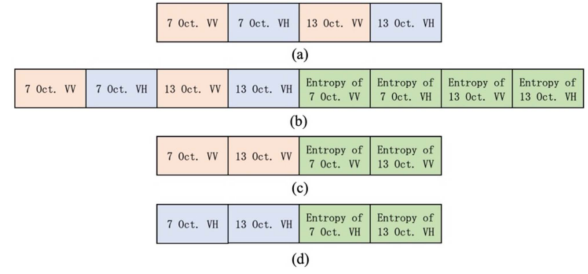 7 Oct. VV 7 Oct. VH 13 Oct. VV 13 Oct. VH
(a)
7 Oct. VV 7 Oct. VH 13 Oct. VV 13 Oct. VH Entropy of 7 Oct. VV Entropy of 7 Oct. VH Entropy of 13 Oct. VV Entropy of 13 Oct. VH
(b)
7 Oct. VV 13 Oct. VV Entropy of 7 Oct. VV Entropy of 13 Oct. VV
(c)
7 Oct. VH 13 Oct. VH Entropy of 7 Oct. VH Entropy of 13 Oct. VH
(d)